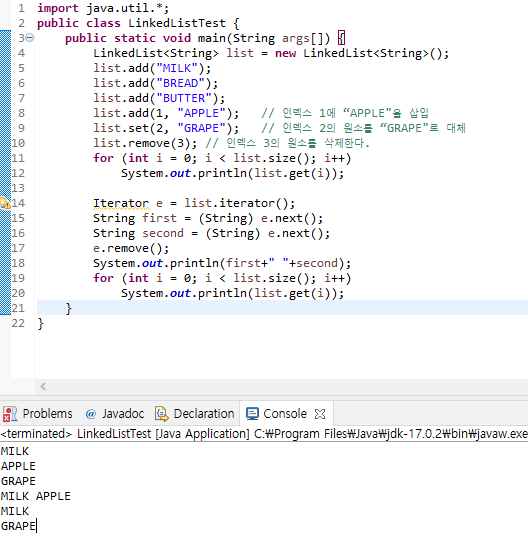 1 import java.util.*;
2 public class LinkedListTest {
3 public static void main(String args[]) {
4 LinkedList<String> list = new LinkedList<String>();
5 list.add("MILK");
6 list.add("BREAD");
7 list.add("BUTTER");
8 list.add(1, "APPLE"); // 인덱스 1에 “APPLE"을 삽입
9 list.set(2, "GRAPE"); // 인덱스 2의 원소를 “GRAPE"로 대체
10 list.remove(3); // 인덱스 3의 원소를 삭제한다.
11 for (int i = 0; i < list.size(); i++)
12 System.out.println(list.get(i));
13
14 Iterator e = list.iterator();
15 String first = (String) e.next();
16 String second = (String) e.next();
17 e.remove();
18 System.out.println(first+" "+second);
19 for (int i = 0; i < list.size(); i++)
20 System.out.println(list.get(i));
21 }
22 }
Problems @ Javadoc Declaration Console
<terminated> LinkedListTest [Java Application] C:₩Program Files₩Java₩jdk-17.0.2₩bin₩javaw.exe
MILK
APPLE
GRAPE
MILK APPLE
MILK
GRAPE